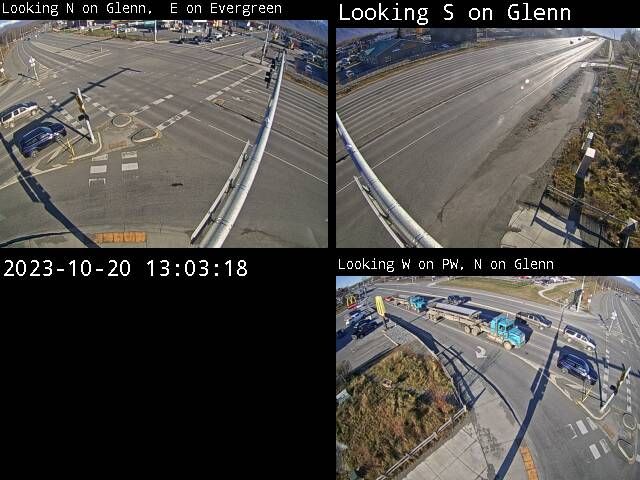 Looking N on Glenn,  E on Evergreen
Looking S on Glenn
2023-10-20 13:03:18
Looking W on PW, N on Glenn